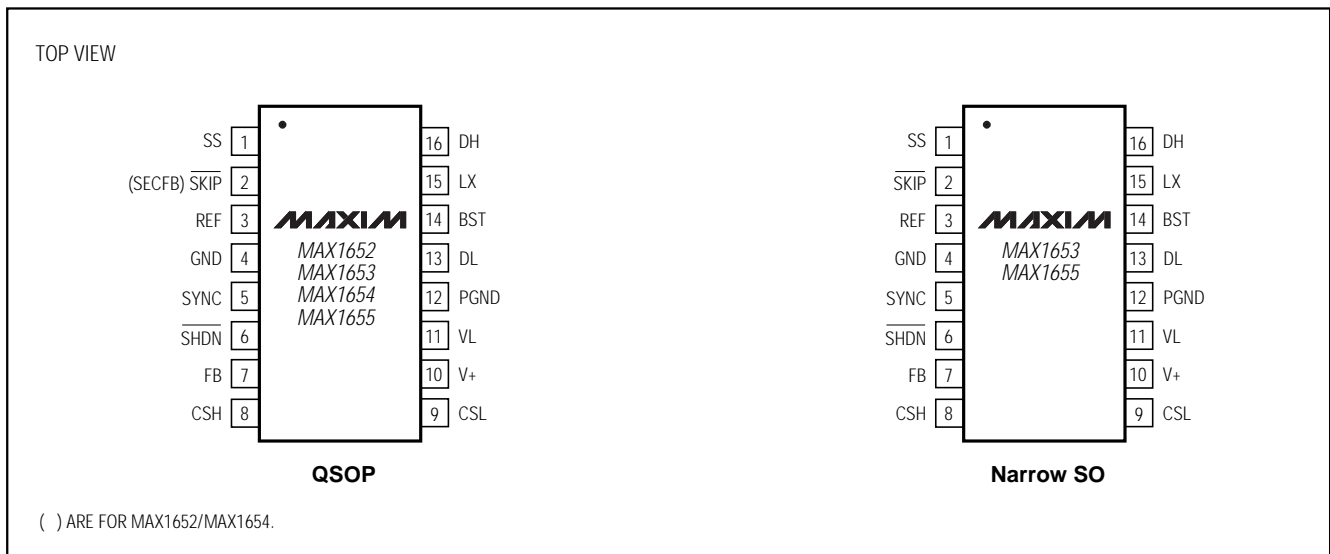 TOP VIEW
SS 1
(SECFB) SKIP 2
REF 3
GND 4
SYNC 5
SHDN 6
FB 7
CSH 8
MAXIM
MAX1652
MAX1653
MAX1654
MAX1655
16 DH
15 LX
14 BST
13 DL
12 PGND
11 VL
10 V+
9 CSL
QSOP
SS 1
SKIP 2
REF 3
GND 4
SYNC 5
SHDN 6
FB 7
CSH 8
MAXIM
MAX1653
MAX1655
16 DH
15 LX
14 BST
13 DL
12 PGND
11 VL
10 V+
9 CSL
Narrow SO
( ) ARE FOR MAX1652/MAX1654.